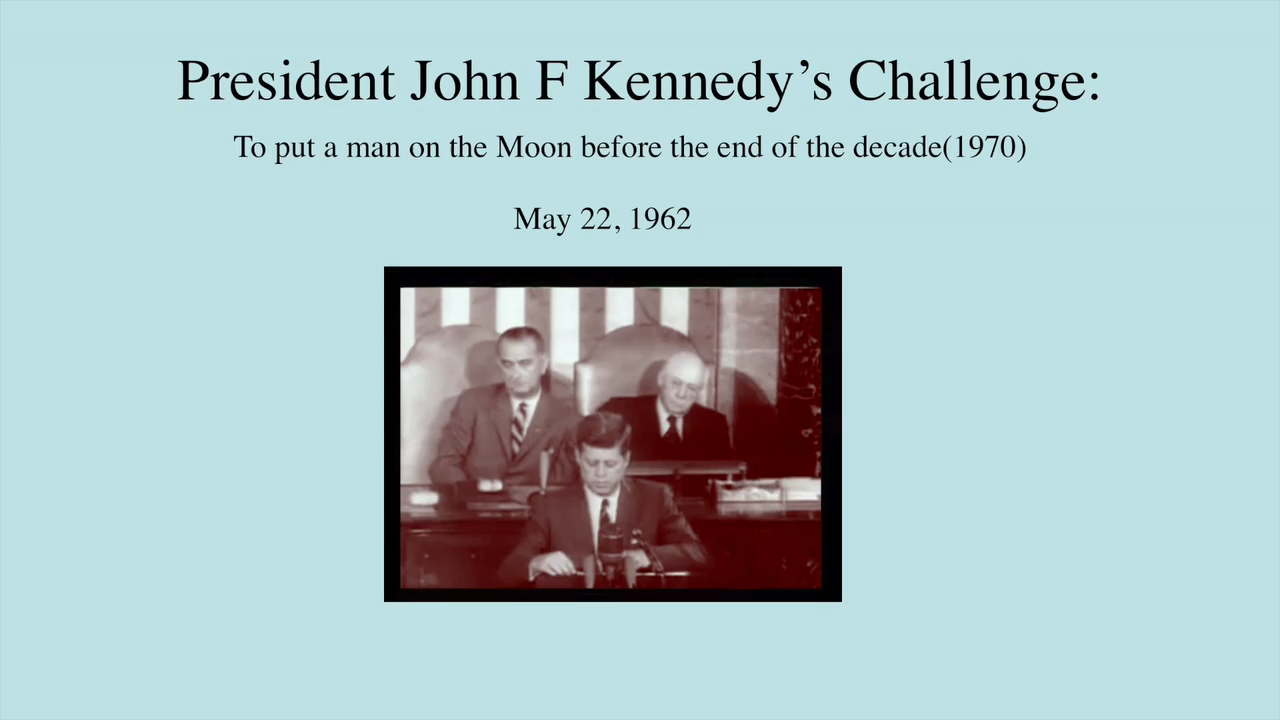 President John F Kennedy’s Challenge:
To put a man on the Moon before the end of the decade(1970)
May 22, 1962